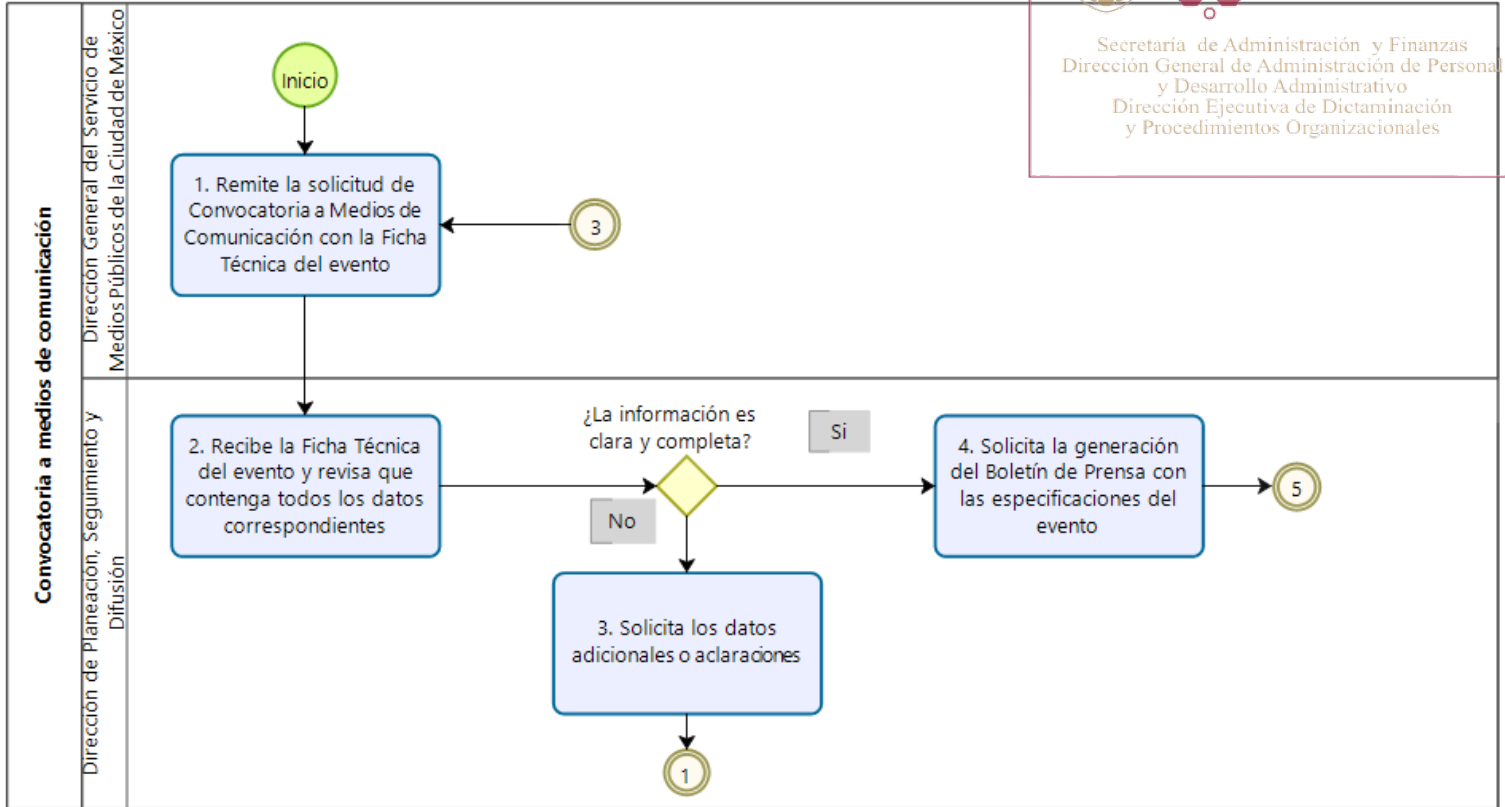 Secretaría de Administración y Finanzas
Dirección General de Administración de Personal
y Desarrollo Administrativo
Dirección Ejecutiva de Dictaminación
y Procedimientos Organizacionales
Convocatoria a medios de comunicación
Dirección General del Servicio de
Medios Públicos de la Ciudad de México
Inicio
1. Remite la solicitud de
Convocatoria a Medios de
Comunicación con la Ficha
Técnica del evento
3
Dirección de Planeación, Seguimiento y
Difusión
2. Recibe la Ficha Técnica
del evento y revisa que
contenga todos los datos
correspondientes
¿La información es
clara y completa?
Si
No
4. Solicita la generación
del Boletín de Prensa con
las especificaciones del
evento
5
3. Solicita los datos
adicionales o aclaraciones
1